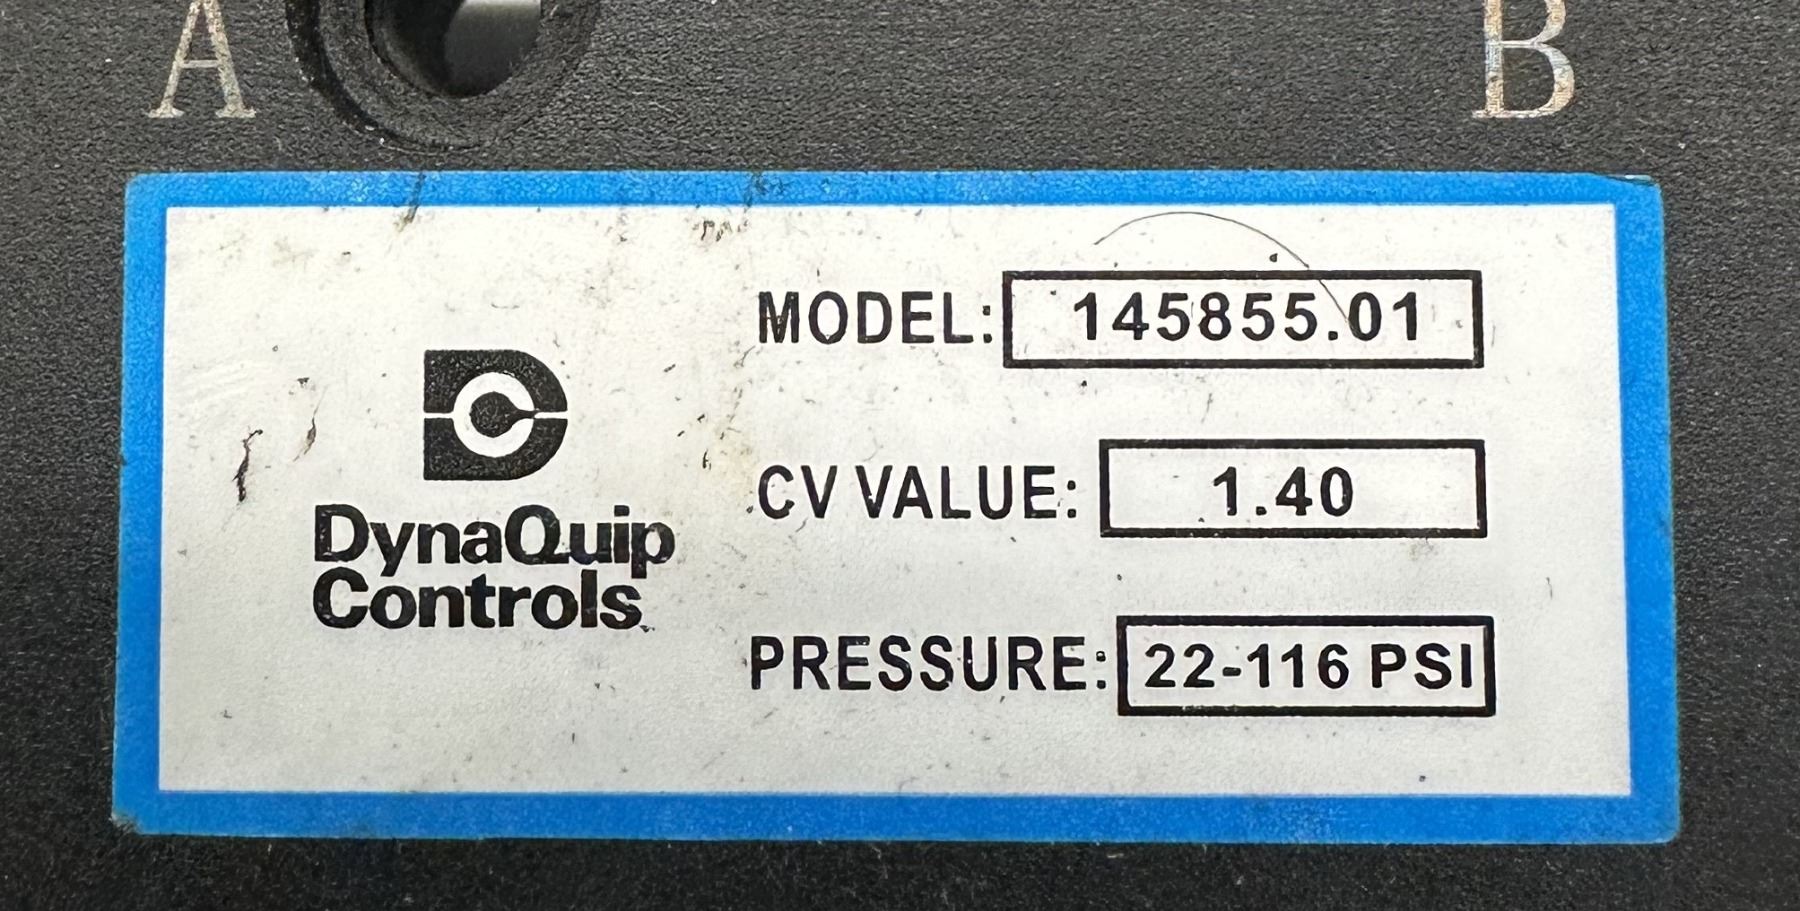 A B
MODEL: 145855.01
CV VALUE: 1.40
DynaQuip
Controls
PRESSURE: 22-116 PSI